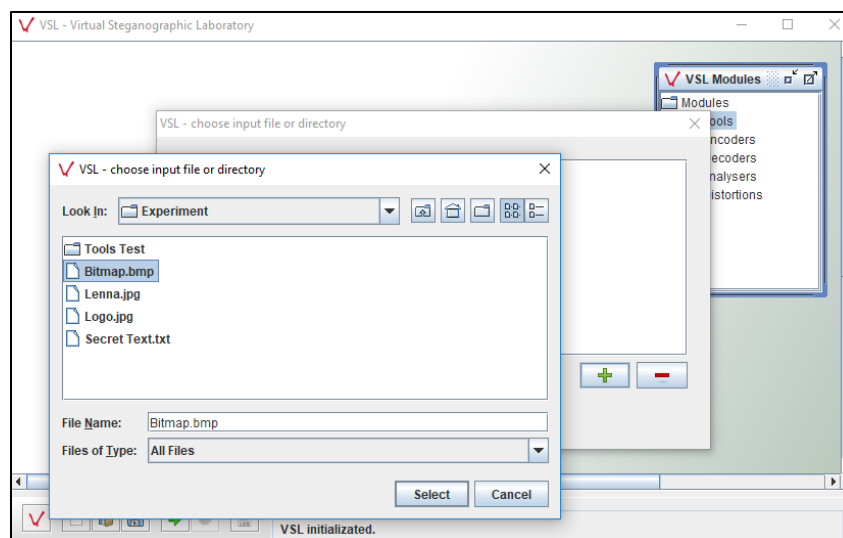 VSL - Virtual Steganographic Laboratory
VSL Modules
Modules
ools
ncoders
ecoders
nalysers
istortions
VSL - choose input file or directory
VSL - choose input file or directory
Look In: Experiment
Tools Test
Bitmap.bmp
Lenna.jpg
Logo.jpg
Secret Text.txt
File Name: Bitmap.bmp
Files of Type: All Files
Select Cancel
VSL initializated.